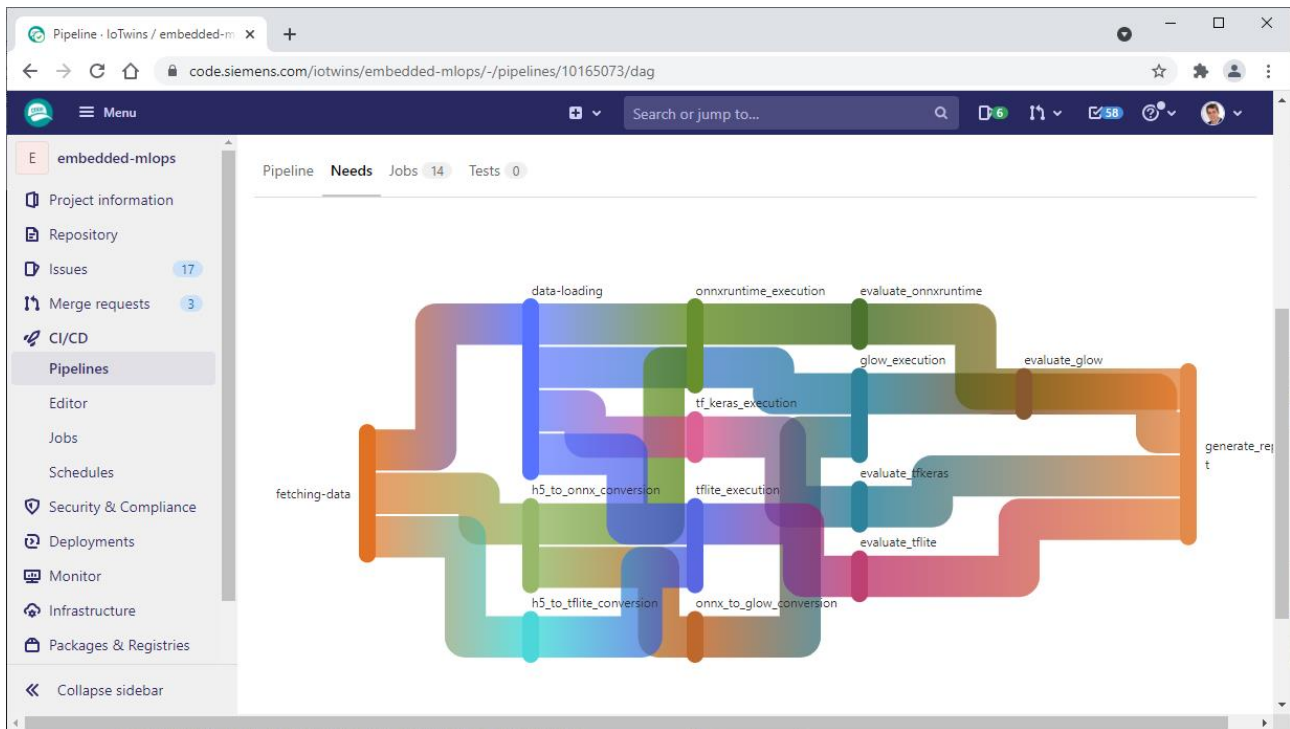 Pipeline · IoTwins / embedded-m
code.siemens.com/iotwins/embedded-mlops/-/pipelines/10165073/dag
Menu
Search or jump to...
6
58
E embedded-mlops
Project information
Repository
Issues 17
Merge requests 3
CI/CD
Pipelines
Editor
Jobs
Schedules
Security & Compliance
Deployments
Monitor
Infrastructure
Packages & Registries
Collapse sidebar
Pipeline Needs Jobs 14 Tests 0
data-loading onnxruntime_execution evaluate_onnxruntime
glow_execution evaluate_glow
tf_keras_execution
generate_rep
t
evaluate_tfkeras
fetching-data h5_to_onnx_conversion tflite_execution
evaluate_tflite
h5_to_tflite_conversion onnx_to_glow_conversion